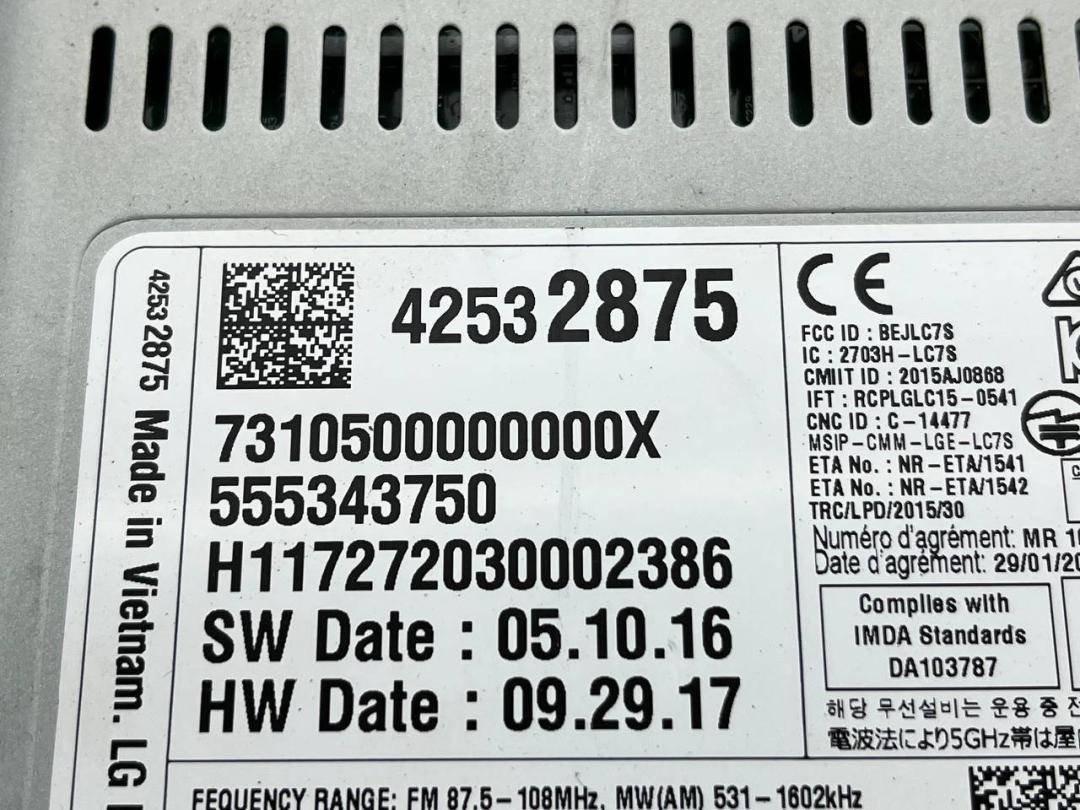 42532875 Made in Vietnam. LG
42532875
7310500000000X
555343750
H117272030002386
SW Date : 05.10.16
HW Date : 09.29.17
CE
FCC ID : BEJLC7S
IC : 2703H-LC7S
CMIIT ID : 2015AJ0868
IFT : RCPLGLC15-0541
CNC ID : C-14477
MSIP-CMM-LGE-LC7S
ETA No. : NR-ETA/1541
ETA No. : NR-ETA/1542
TRC/LPD/2015/30
Numéro d'agrément: MR
Date d'agrément: 29/01/20
Complies with
IMDA Standards
DA103787
해당 무선설비는 운용 중
電波法により5GHz帯は屋
FEQUENCY RANGE: FM 87.5-108MHz, MW(AM) 531-1602kHz